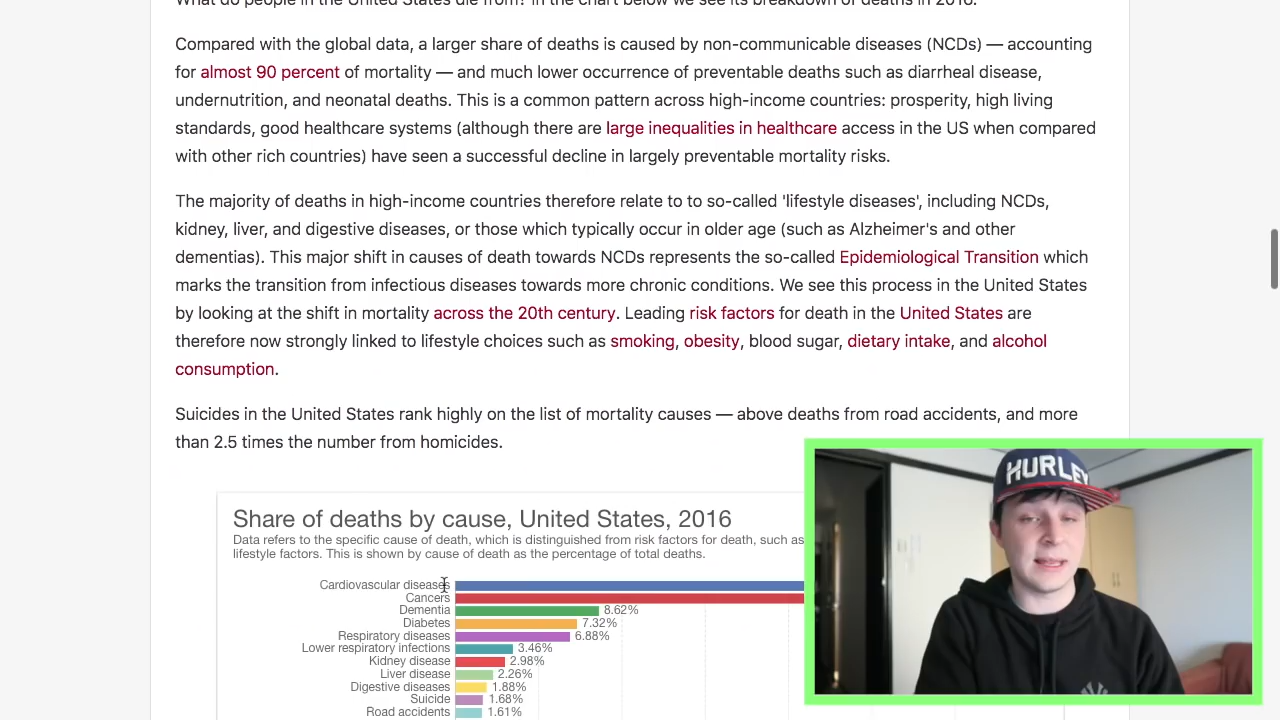 What do people in the United States die from? In the chart below we see its breakdown of deaths in 2016.
Compared with the global data, a larger share of deaths is caused by non-communicable diseases (NCDs) — accounting
for almost 90 percent of mortality — and much lower occurrence of preventable deaths such as diarrheal disease,
undernutrition, and neonatal deaths. This is a common pattern across high-income countries: prosperity, high living
standards, good healthcare systems (although there are large inequalities in healthcare access in the US when compared
with other rich countries) have seen a successful decline in largely preventable mortality risks.
The majority of deaths in high-income countries therefore relate to to so-called 'lifestyle diseases', including NCDs,
kidney, liver, and digestive diseases, or those which typically occur in older age (such as Alzheimer's and other
dementias). This major shift in causes of death towards NCDs represents the so-called Epidemiological Transition which
marks the transition from infectious diseases towards more chronic conditions. We see this process in the United States
by looking at the shift in mortality across the 20th century. Leading risk factors for death in the United States are
therefore now strongly linked to lifestyle choices such as smoking, obesity, blood sugar, dietary intake, and alcohol
consumption.
Suicides in the United States rank highly on the list of mortality causes — above deaths from road accidents, and more
than 2.5 times the number from homicides.
Share of deaths by cause, United States, 2016
Data refers to the specific cause of death, which is distinguished from risk factors for death, such as
lifestyle factors. This is shown by cause of death as the percentage of total deaths.
Cardiovascular diseases
Cancers
Dementia 8.62%
Diabetes 7.32%
Respiratory diseases 6.88%
Lower respiratory infections 3.46%
Kidney disease 2.98%
Liver disease 2.26%
Digestive diseases 1.88%
Suicide 1.68%
Road accidents 1.61%
HURLEY